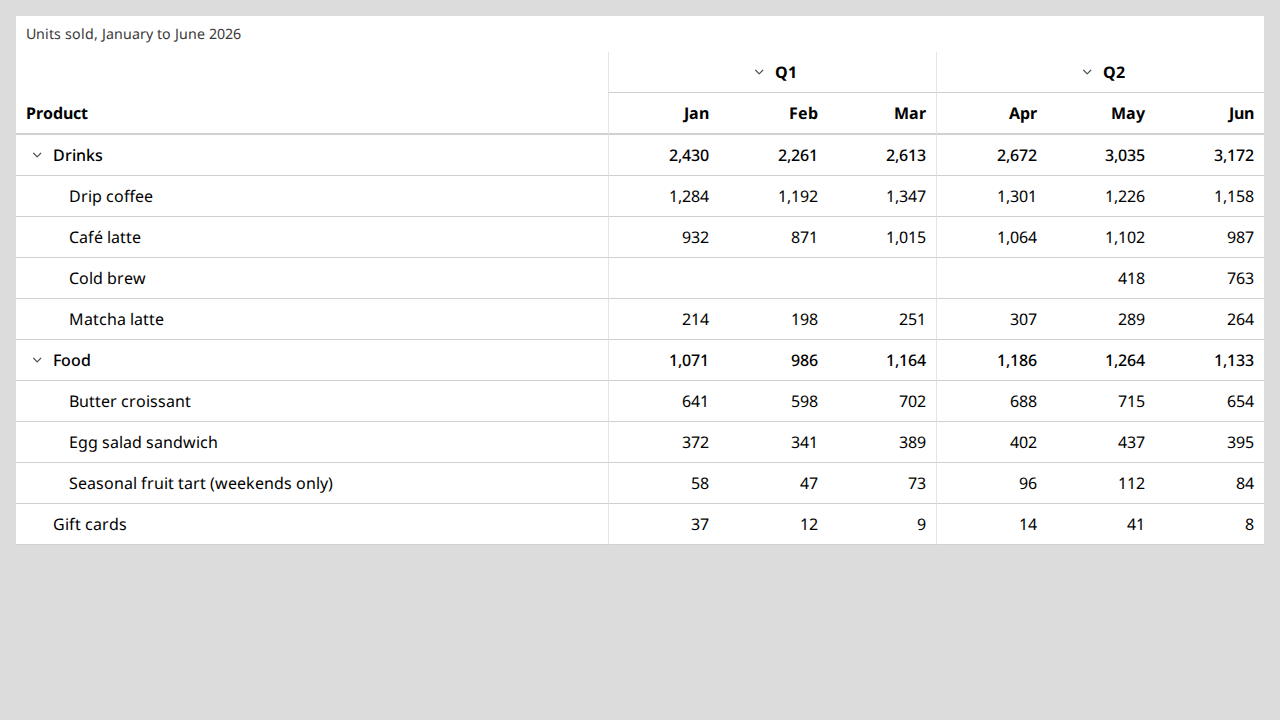 Units sold, January to June 2026
Q1 Q2
Product Jan Feb Mar Apr May Jun
Drinks 2,430 2,261 2,613 2,672 3,035 3,172
Drip coffee 1,284 1,192 1,347 1,301 1,226 1,158
Café latte 932 871 1,015 1,064 1,102 987
Cold brew 418 763
Matcha latte 214 198 251 307 289 264
Food 1,071 986 1,164 1,186 1,264 1,133
Butter croissant 641 598 702 688 715 654
Egg salad sandwich 372 341 389 402 437 395
Seasonal fruit tart (weekends only) 58 47 73 96 112 84
Gift cards 37 12 9 14 41 8